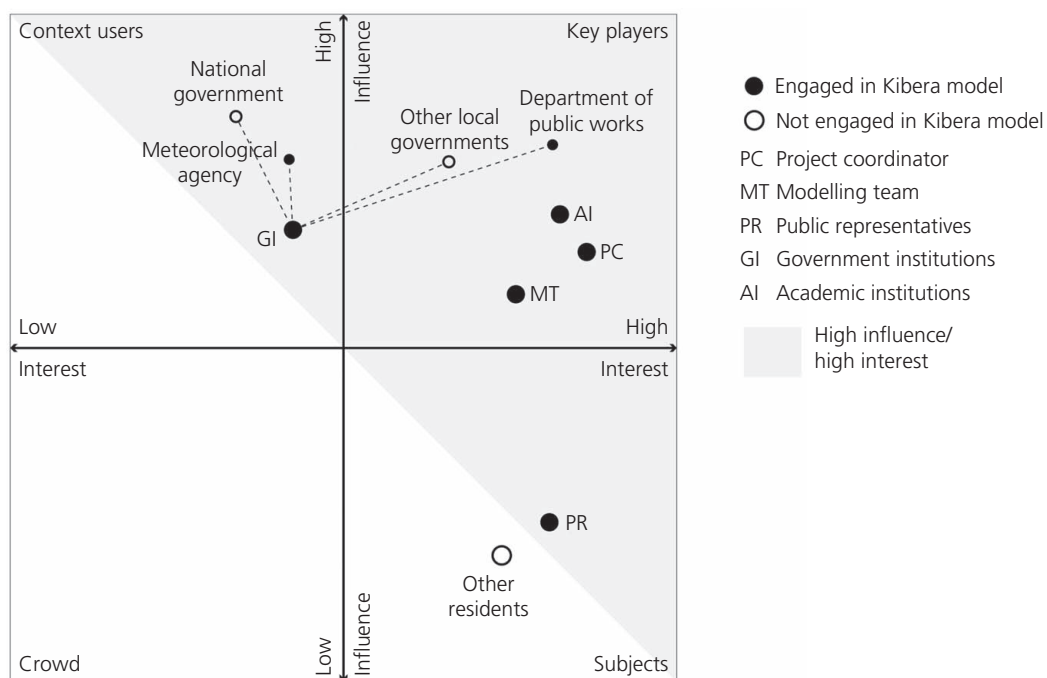 Context users
High
Influence
Key players
National
government
Meteorological
agency
Other local
governments
Department of
public works
GI
AI
PC
MT
Low
High
Interest
Interest
PR
Other
residents
Crowd
Low
Influence
Subjects
Engaged in Kibera model
Not engaged in Kibera model
PC Project coordinator
MT Modelling team
PR Public representatives
GI Government institutions
AI Academic institutions
High influence/
high interest